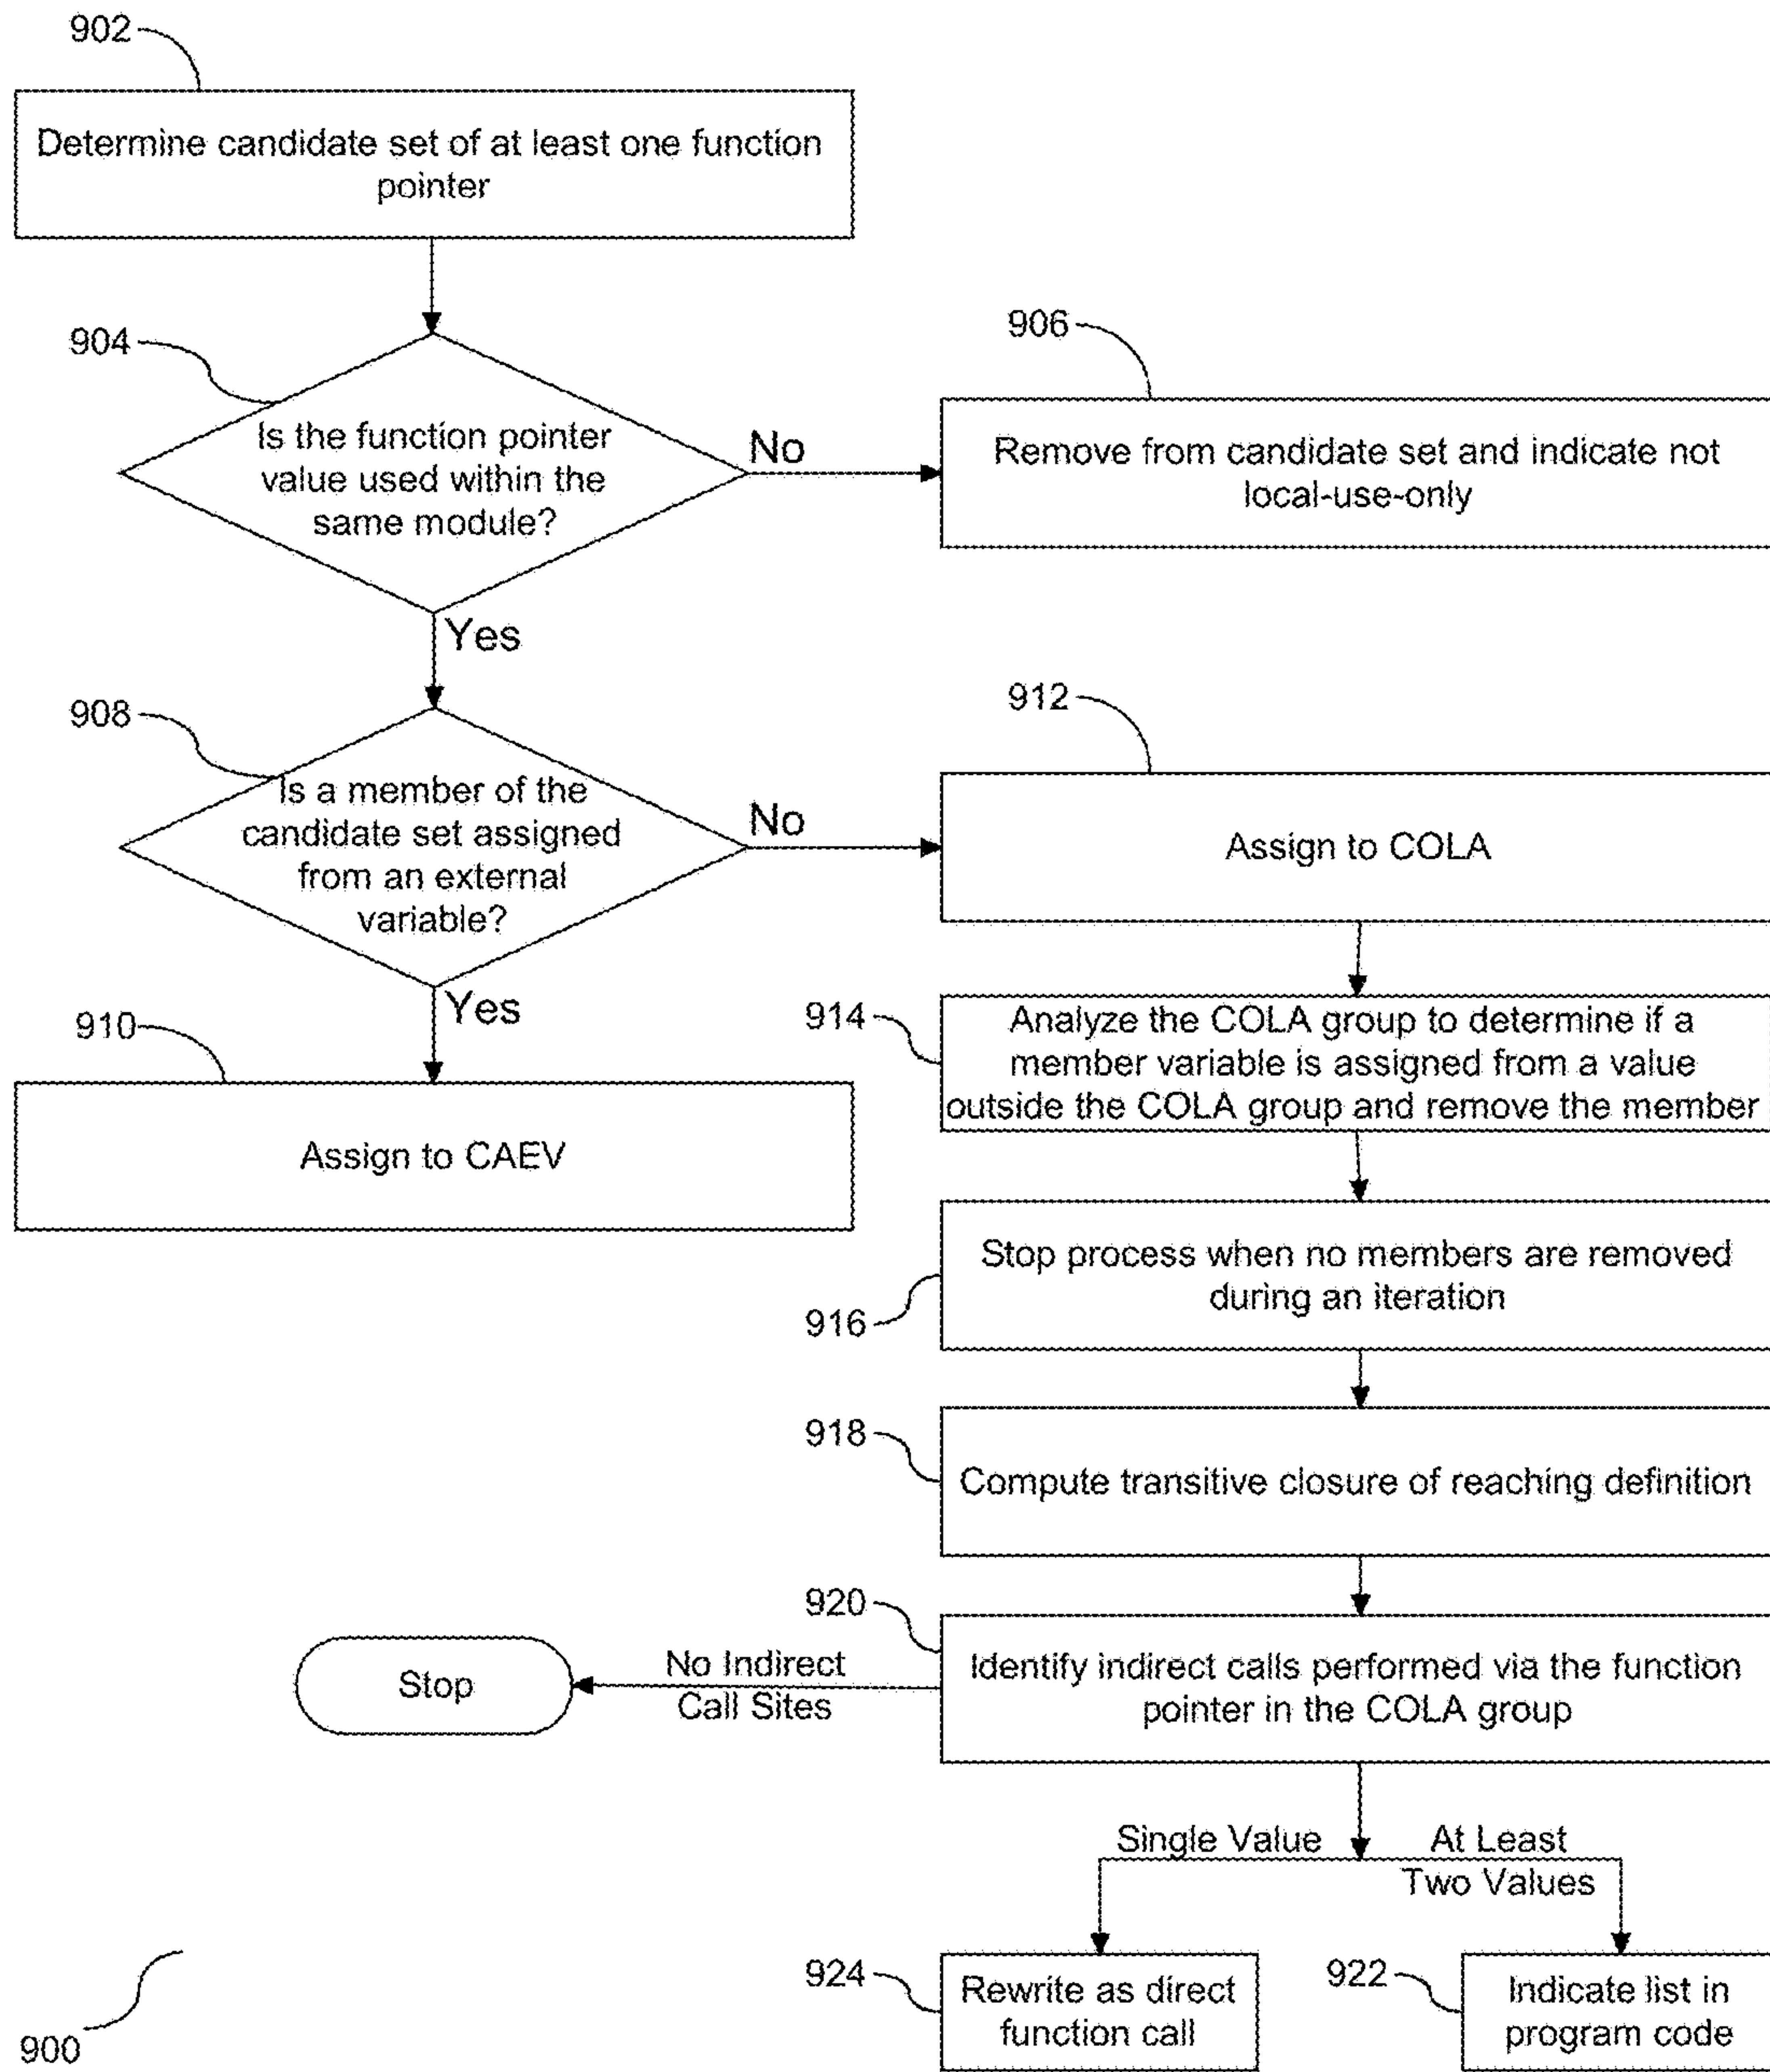 902
Determine candidate set of at least one function
pointer
904
Is the function pointer
value used within the
same module?
No
906
Remove from candidate set and indicate not
local-use-only
Yes
908
Is a member of the
candidate set assigned
from an external
variable?
No
912
Assign to COLA
Yes
910
Assign to CAEV
914
Analyze the COLA group to determine if a
member variable is assigned from a value
outside the COLA group and remove the member
916
Stop process when no members are removed
during an iteration
918
Compute transitive closure of reaching definition
920
Identify indirect calls performed via the function
pointer in the COLA group
No Indirect
Call Sites
Stop
Single Value
At Least
Two Values
924
Rewrite as direct
function call
922
Indicate list in
program code
900